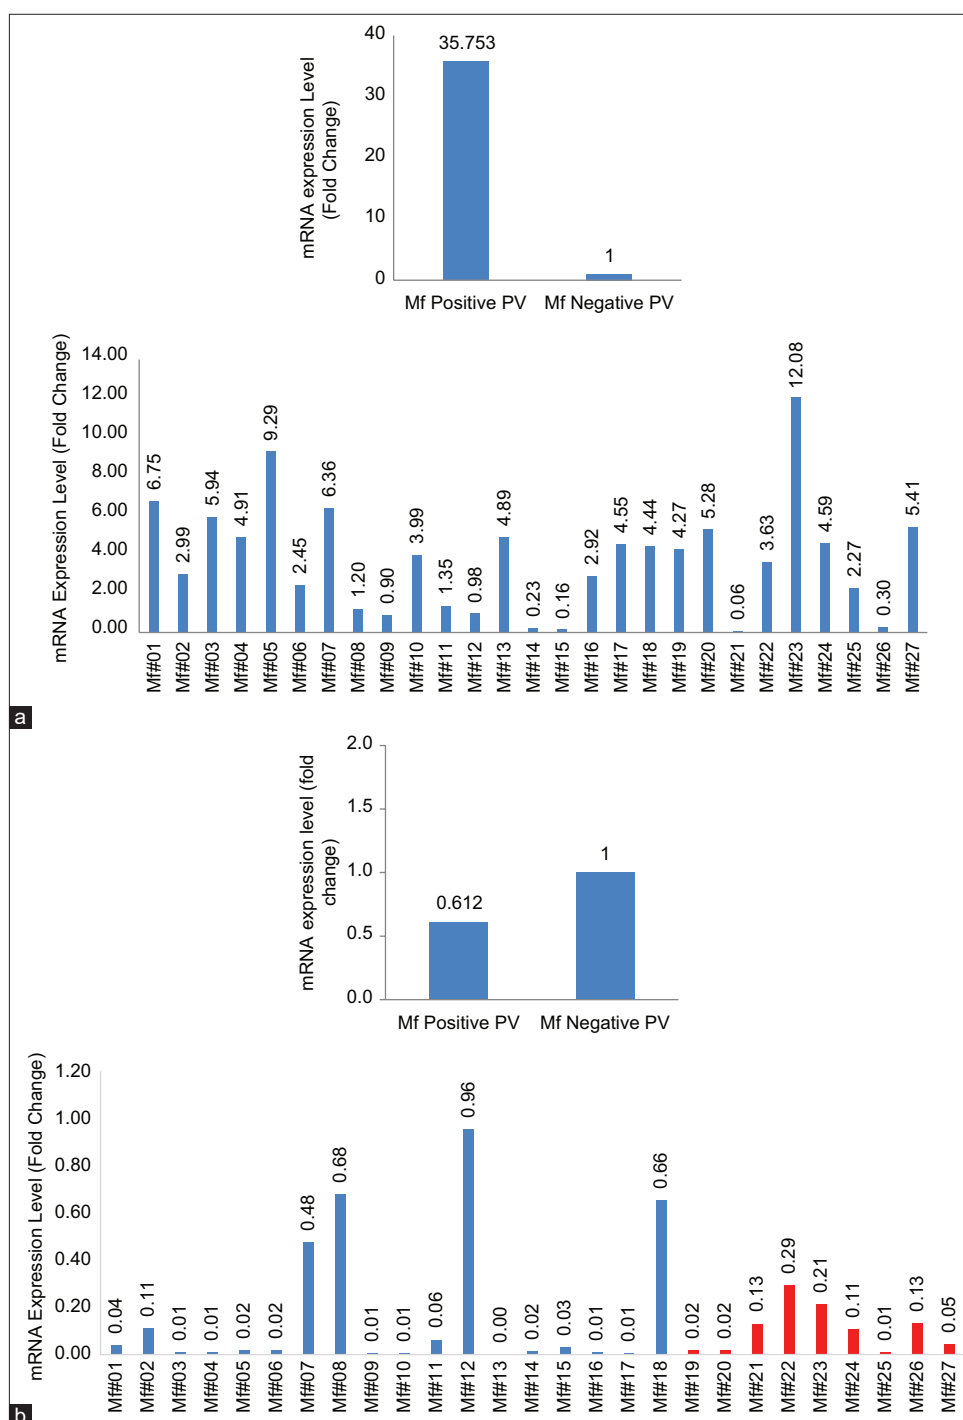 40
30
20
10
0
mRNA expression Level
(Fold Change)
35.753
1
Mf Positive PV
Mf Negative PV
14.00
12.00
10.00
8.00
6.00
4.00
2.00
0.00
mRNA Expression Level (Fold Change)
6.75
2.99
5.94
4.91
9.29
2.45
6.36
1.20
0.90
3.99
1.35
0.98
4.89
0.23
0.16
2.92
4.55
4.44
4.27
5.28
0.06
3.63
12.08
4.59
2.27
0.30
5.41
Mf#01
Mf#02
Mf#03
Mf#04
Mf#05
Mf#06
Mf#07
Mf#08
Mf#09
Mf#10
Mf#11
Mf#12
Mf#13
Mf#14
Mf#15
Mf#16
Mf#17
Mf#18
Mf#19
Mf#20
Mf#21
Mf#22
Mf#23
Mf#24
Mf#25
Mf#26
Mf#27
a
2.0
1.5
1.0
0.5
0.0
mRNA expression level (fold
change)
0.612
1
Mf Positive PV
Mf Negative PV
1.20
1.00
0.80
0.60
0.40
0.20
0.00
mRNA Expression Level (Fold Change)
0.04
0.11
0.01
0.01
0.02
0.02
0.48
0.68
0.01
0.01
0.06
0.96
0.00
0.02
0.03
0.01
0.01
0.66
0.02
0.02
0.13
0.29
0.21
0.11
0.01
0.13
0.05
Mf#01
Mf#02
Mf#03
Mf#04
Mf#05
Mf#06
Mf#07
Mf#08
Mf#09
Mf#10
Mf#11
Mf#12
Mf#13
Mf#14
Mf#15
Mf#16
Mf#17
Mf#18
Mf#19
Mf#20
Mf#21
Mf#22
Mf#23
Mf#24
Mf#25
Mf#26
Mf#27
b